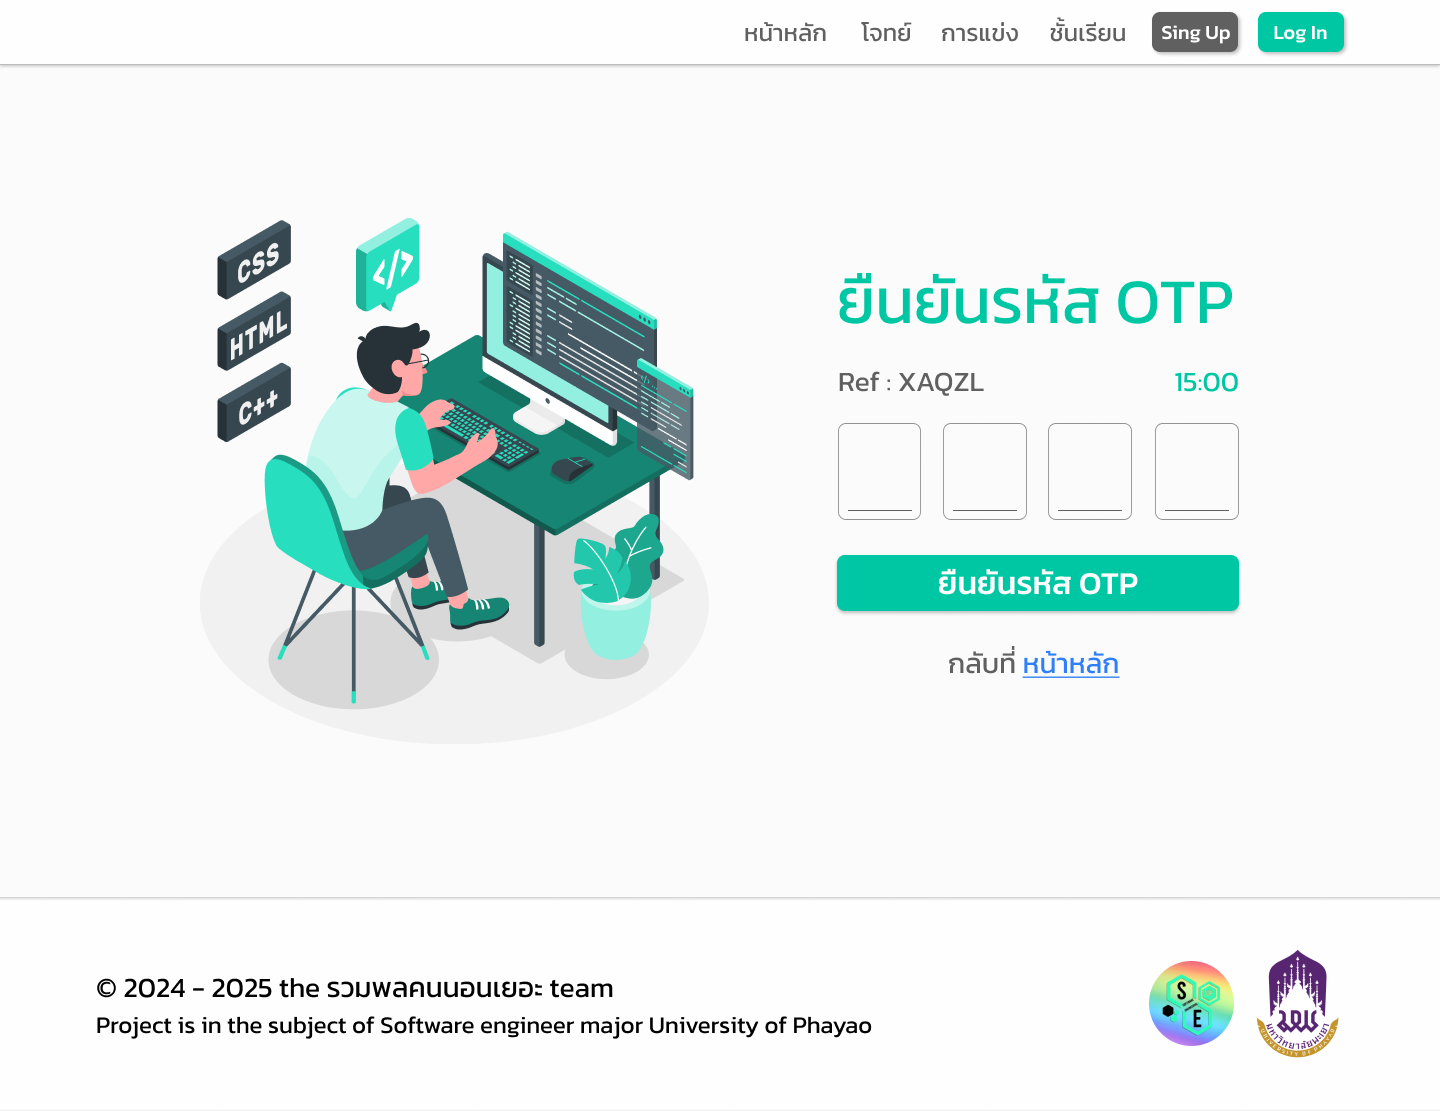 หน้าหลัก โจทย์ การแข่ง ชั้นเรียน Sing Up Log In
CSS
HTML
C++
</>
ยืนยันรหัส OTP
Ref : XAQZL 15:00
ยืนยันรหัส OTP
กลับที่ หน้าหลัก
© 2024 - 2025 the รวมพลคนนอนเยอะ team
Project is in the subject of Software engineer major University of Phayao
S
E
มหาวิทยาลัยพะเยา
UNIVERSITY OF PHAYAO